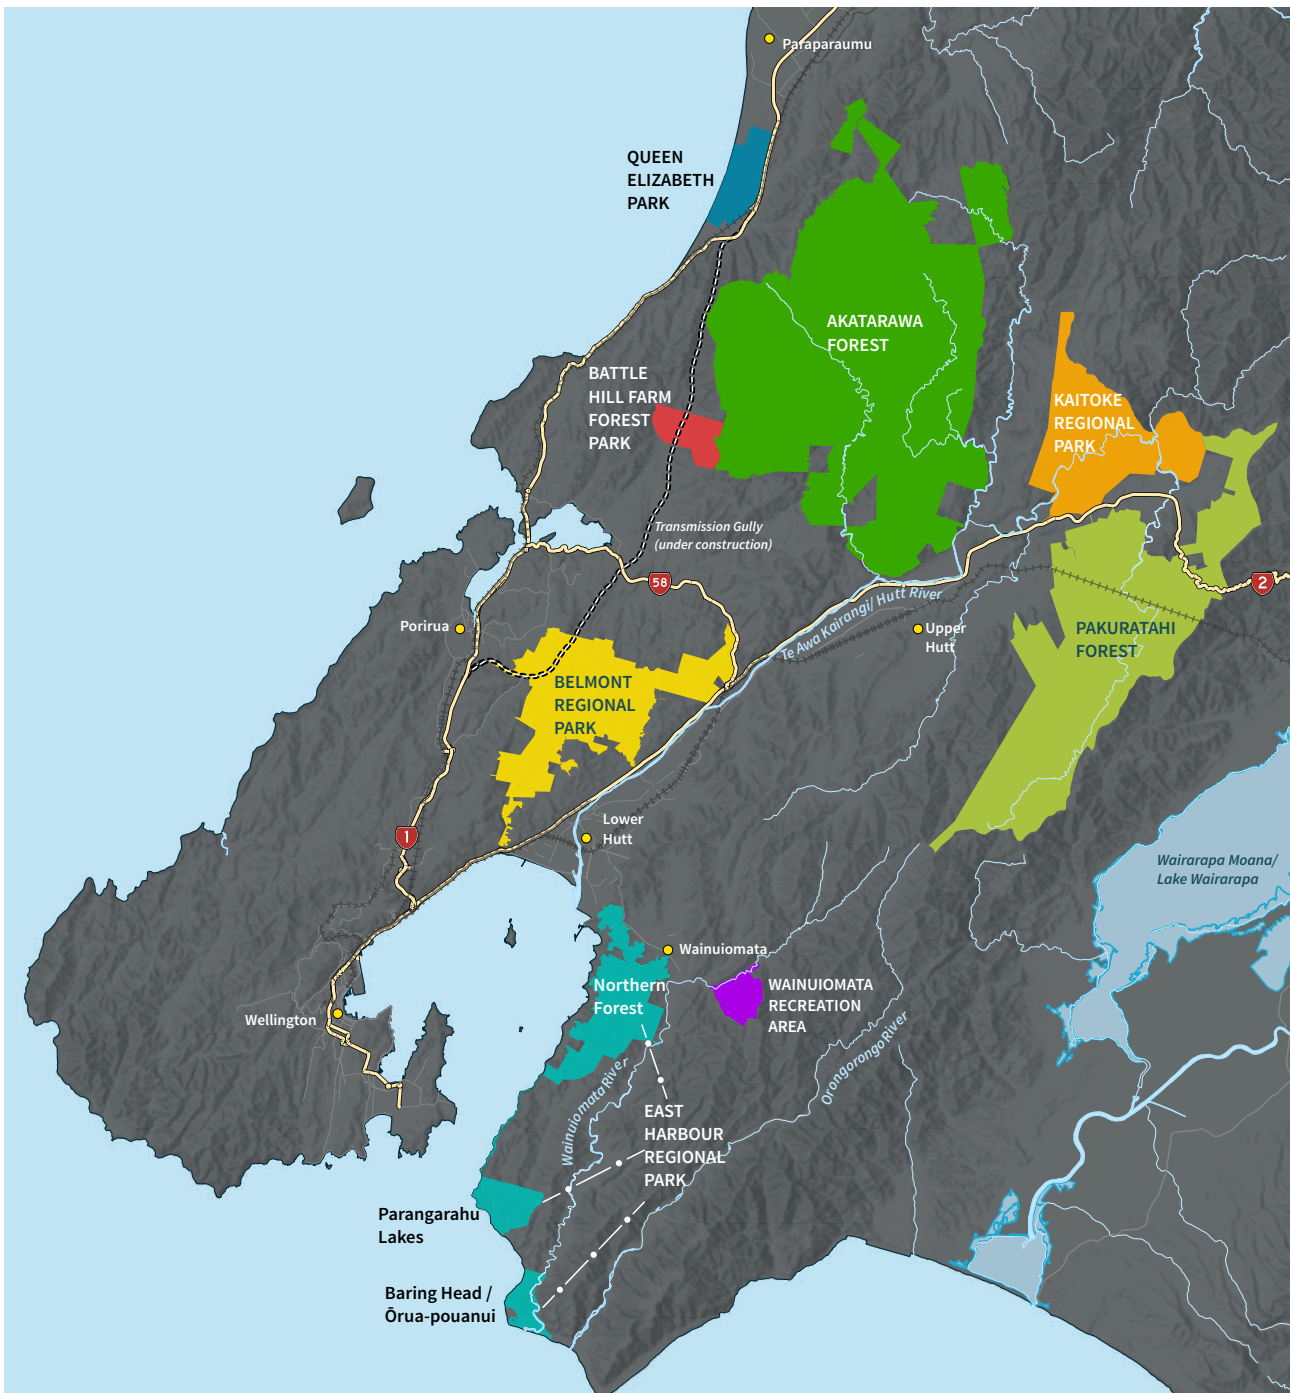 Paraparaumu
QUEEN
ELIZABETH
PARK
AKATARAWA
FOREST
BATTLE
HILL FARM
FOREST
PARK
KAITOKE
REGIONAL
PARK
Transmission Gully
(under construction)
58
2
Te Awa Kairangi/ Hutt River
Porirua
Upper
Hutt
PAKURATAHI
FOREST
BELMONT
REGIONAL
PARK
1
Lower
Hutt
Wairarapa Moana/
Lake Wairarapa
Wainuiomata
Northern
Forest
WAINUIOMATA
RECREATION
AREA
Wellington
Orongorongo River
Wainuiomata River
EAST
HARBOUR
REGIONAL
PARK
Parangarahu
Lakes
Baring Head /
Ōrua-pouanui